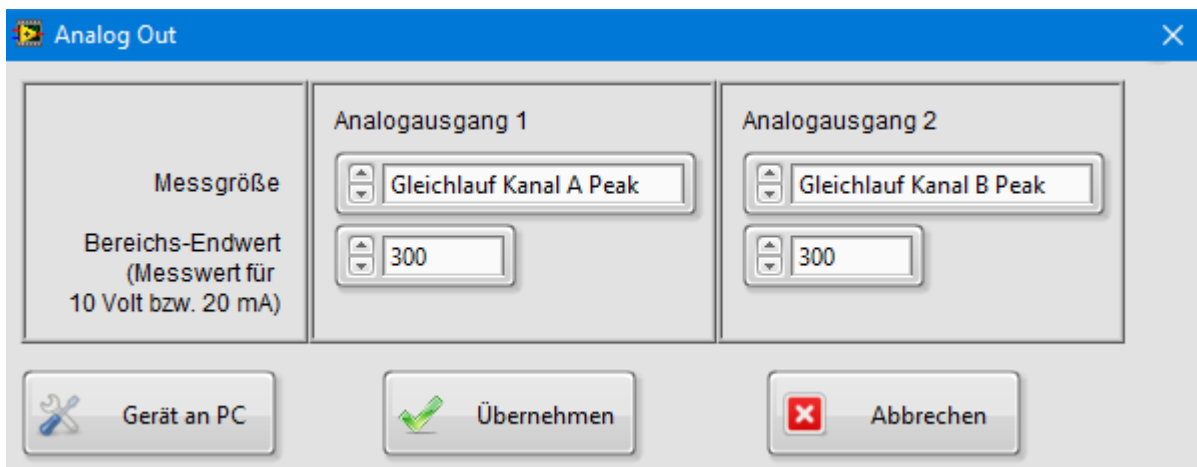 Analog Out
Analogausgang 1
Analogausgang 2
Messgröße
Gleichlauf Kanal A Peak
Gleichlauf Kanal B Peak
Bereichs-Endwert
(Messwert für
10 Volt bzw. 20 mA)
300
300
Gerät an PC
Übernehmen
Abbrechen